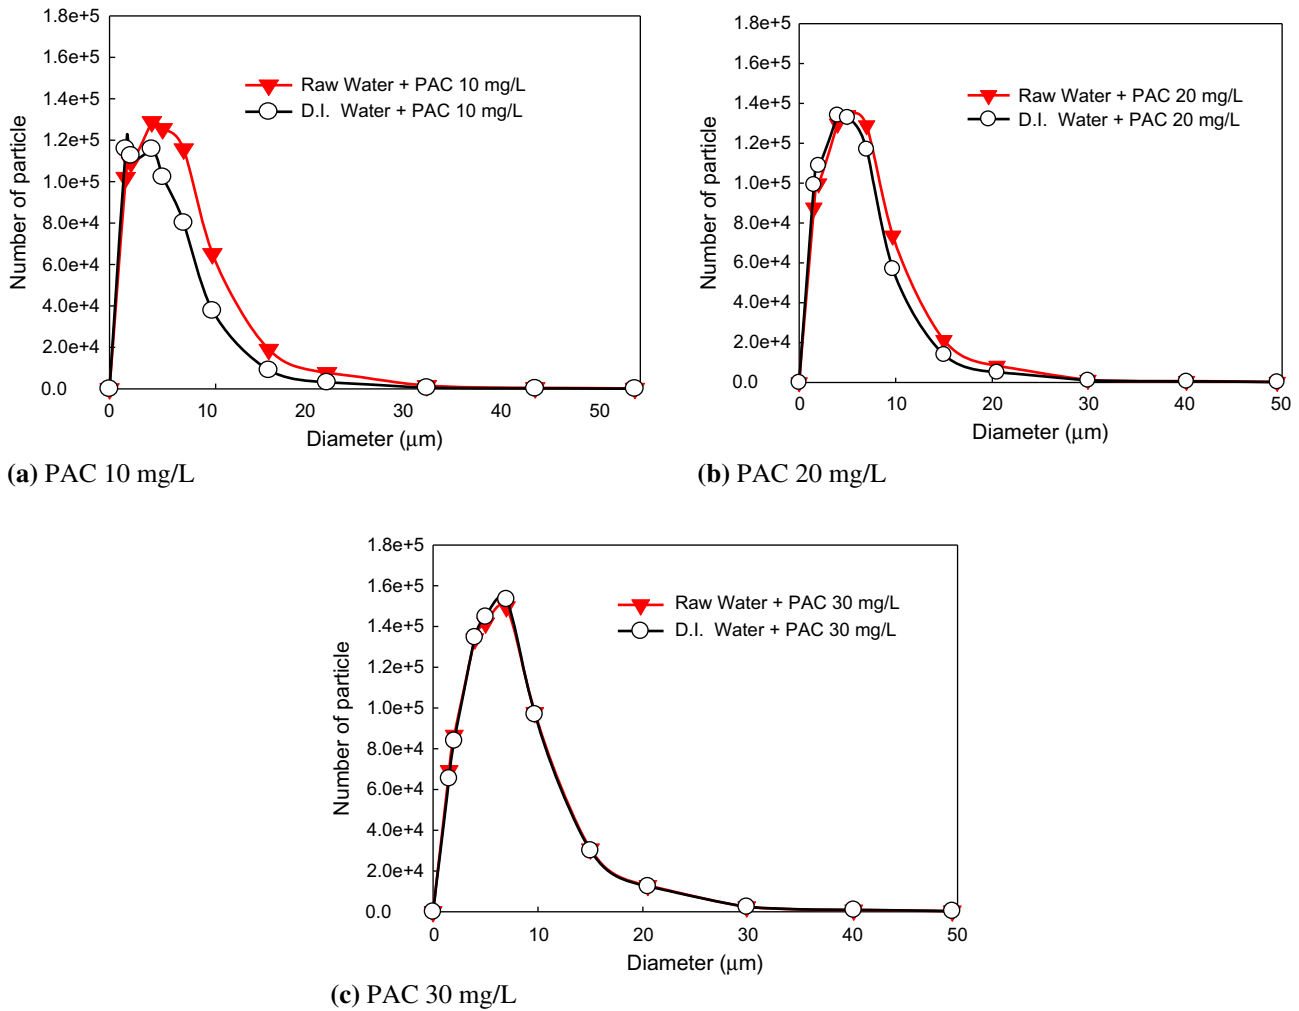 1.8e+5
1.6e+5
1.4e+5
1.2e+5
1.0e+5
8.0e+4
6.0e+4
4.0e+4
2.0e+4
0.0
Number of particle
Raw Water + PAC 10 mg/L
D.I. Water + PAC 10 mg/L
0 10 20 30 40 50
Diameter (μm)
(a) PAC 10 mg/L
1.8e+5
1.6e+5
1.4e+5
1.2e+5
1.0e+5
8.0e+4
6.0e+4
4.0e+4
2.0e+4
0.0
Number of particle
Raw Water + PAC 20 mg/L
D.I. Water + PAC 20 mg/L
0 10 20 30 40 50
Diameter (μm)
(b) PAC 20 mg/L
1.8e+5
1.6e+5
1.4e+5
1.2e+5
1.0e+5
8.0e+4
6.0e+4
4.0e+4
2.0e+4
0.0
Number of particle
Raw Water + PAC 30 mg/L
D.I. Water + PAC 30 mg/L
0 10 20 30 40 50
Diameter (μm)
(c) PAC 30 mg/L